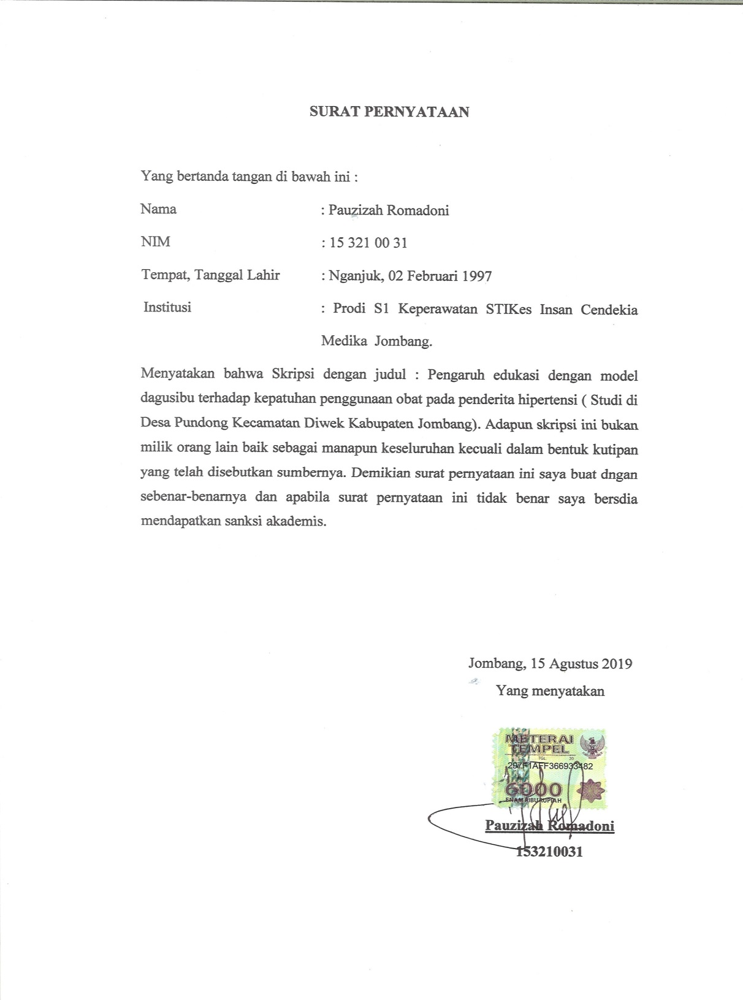 SURAT PERNYATAAN
Yang bertanda tangan di bawah ini :
Nama : Pauzizah Romadoni
NIM : 15 321 00 31
Tempat, Tanggal Lahir : Nganjuk, 02 Februari 1997
Institusi : Prodi S1 Keperawatan STIKes Insan Cendekia
Medika Jombang.
Menyatakan bahwa Skripsi dengan judul : Pengaruh edukasi dengan model
dagusibu terhadap kepatuhan penggunaan obat pada penderita hipertensi ( Studi di
Desa Pundong Kecamatan Diwek Kabupaten Jombang). Adapun skripsi ini bukan
milik orang lain baik sebagai manapun keseluruhan kecuali dalam bentuk kutipan
yang telah disebutkan sumbernya. Demikian surat pernyataan ini saya buat dngan
sebenar-benarnya dan apabila surat pernyataan ini tidak benar saya bersdia
mendapatkan sanksi akademis.
Jombang, 15 Agustus 2019
Yang menyatakan
METERAI
TEMPEL
TGL. 20
297F1AFF366933482
6000
ENAM RIBU RUPIAH
Pauzizah Romadoni
153210031